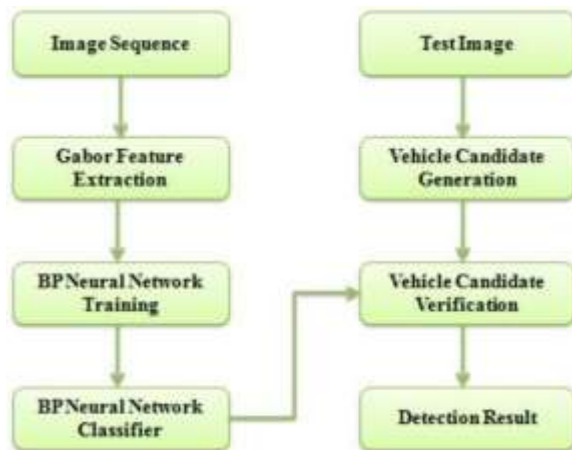 Image Sequence
Gabor Feature
Extraction
BP Neural Network
Training
BP Neural Network
Classifier
Test Image
Vehicle Candidate
Generation
Vehicle Candidate
Verification
Detection Result